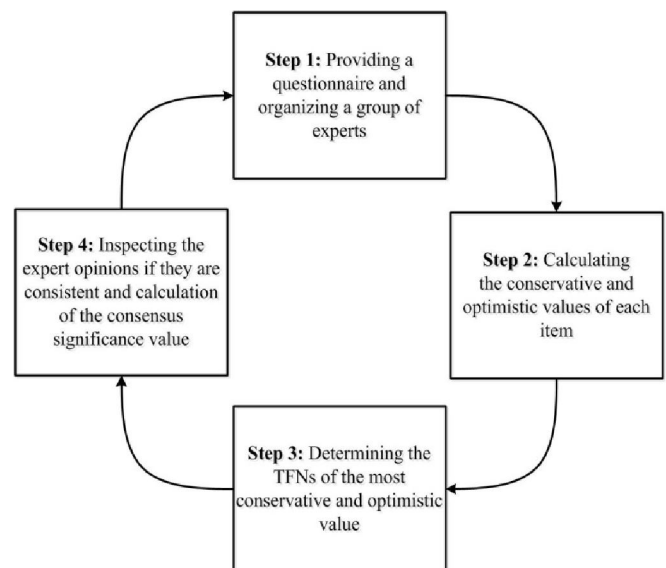 Step 1: Providing a
questionnaire and
organizing a group of
experts
Step 2: Calculating
the conservative and
optimistic values of each
item
Step 3: Determining the
TFNs of the most
conservative and optimistic
value
Step 4: Inspecting the
expert opinions if they are
consistent and calculation
of the consensus
significance value